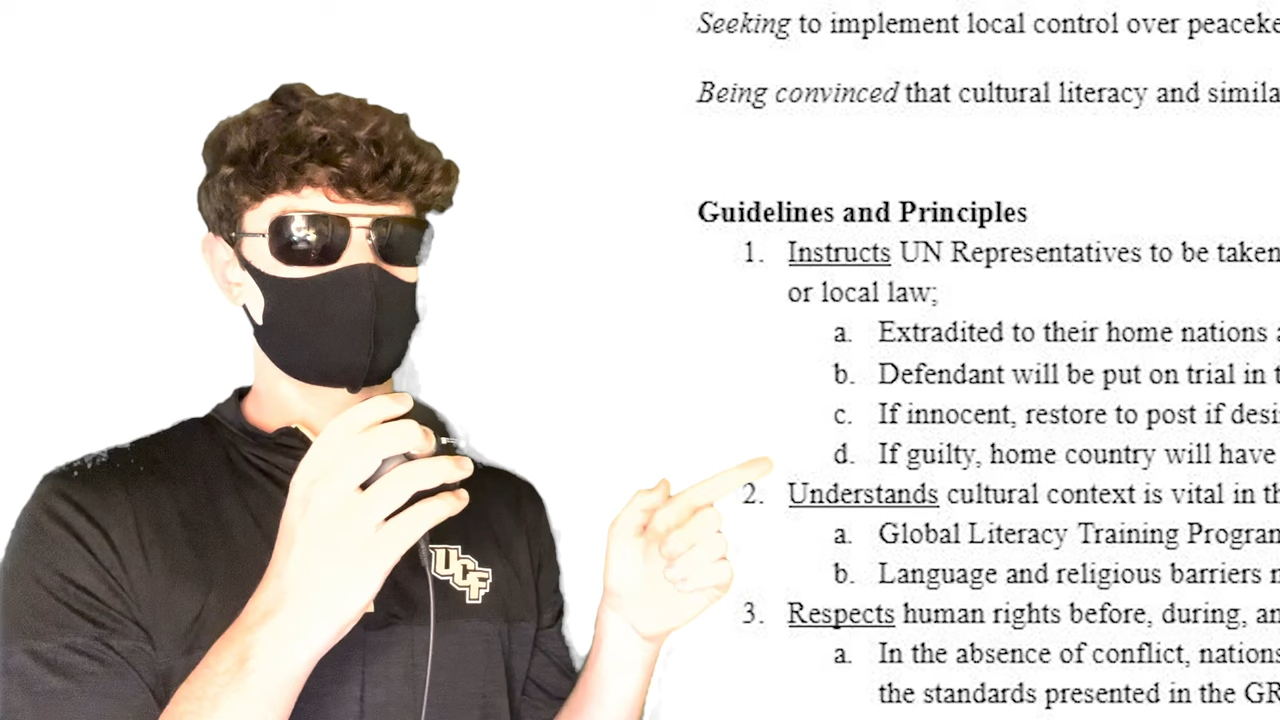 Seeking to implement local control over peaceke
Being convinced that cultural literacy and simila
Guidelines and Principles
1. Instructs UN Representatives to be taken
or local law;
a. Extradited to their home nations
b. Defendant will be put on trial in t
c. If innocent, restore to post if desi
d. If guilty, home country will have
2. Understands cultural context is vital in th
a. Global Literacy Training Program
b. Language and religious barriers
3. Respects human rights before, during, an
a. In the absence of conflict, nations
the standards presented in the GR
UCF